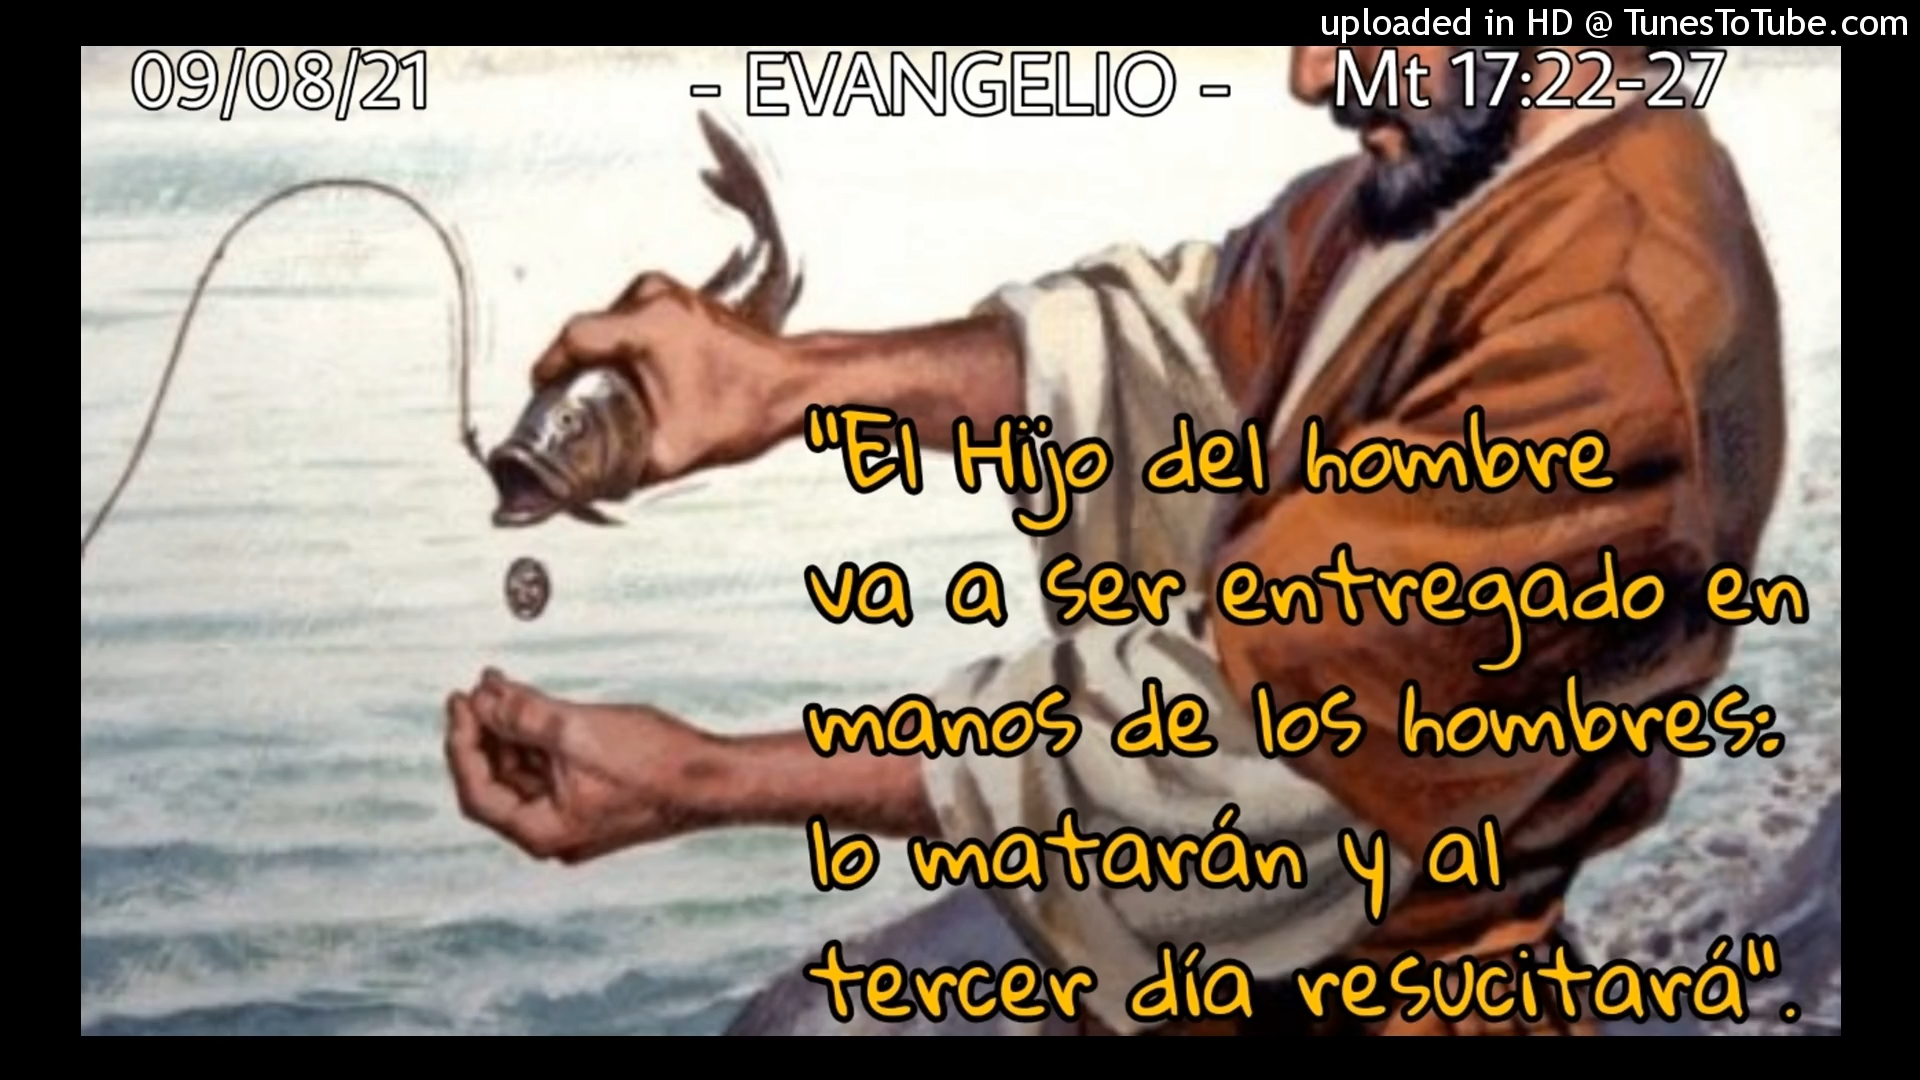 uploaded in HD @ TunesToTube.com
09/08/21 - EVANGELIO - Mt 17:22-27
"El Hijo del hombre
va a ser entregado en
manos de los hombres:
lo matarán y al
tercer día resucitará".